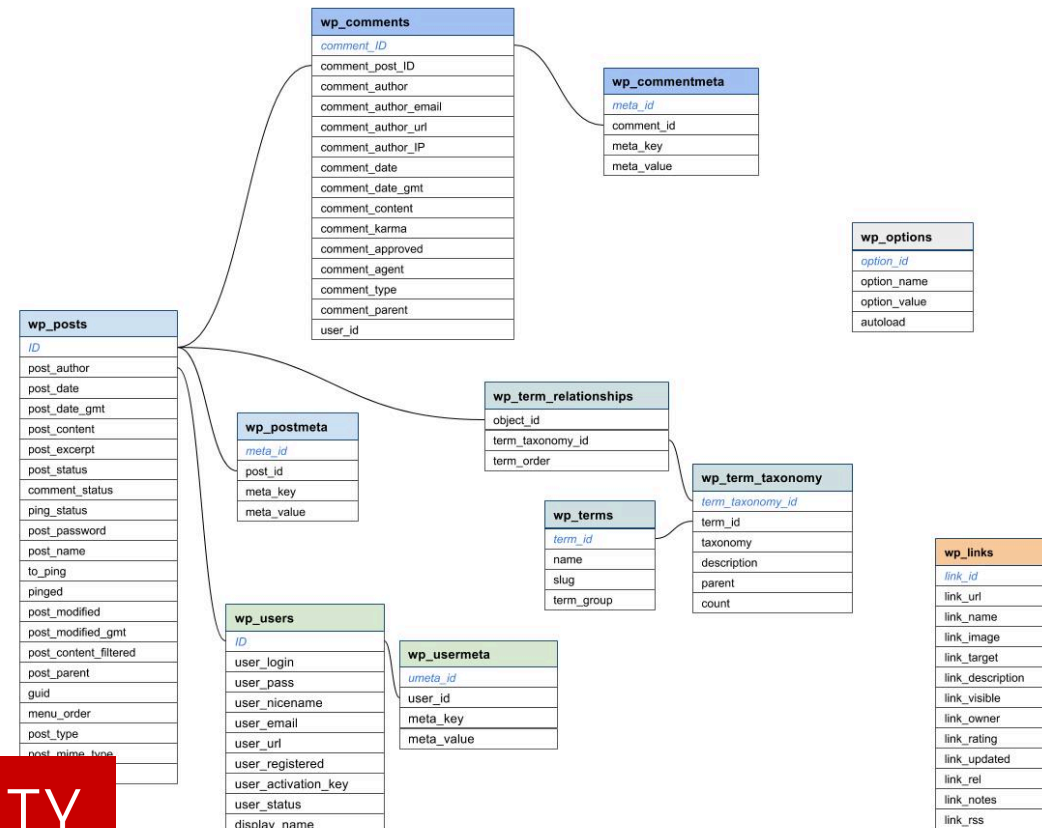 wp_comments
comment_ID
comment_post_ID
comment_author
comment_author_email
comment_author_url
comment_author_IP
comment_date
comment_date_gmt
comment_content
comment_karma
comment_approved
comment_agent
comment_type
comment_parent
user_id
wp_commentmeta
meta_id
comment_id
meta_key
meta_value
wp_options
option_id
option_name
option_value
autoload
wp_posts
ID
post_author
post_date
post_date_gmt
post_content
post_excerpt
post_status
comment_status
ping_status
post_password
post_name
to_ping
pinged
post_modified
post_modified_gmt
post_content_filtered
post_parent
guid
menu_order
post_type
post_mime_type
wp_postmeta
meta_id
post_id
meta_key
meta_value
wp_term_relationships
object_id
term_taxonomy_id
term_order
wp_term_taxonomy
term_taxonomy_id
term_id
taxonomy
description
parent
count
wp_terms
term_id
name
slug
term_group
wp_users
ID
user_login
user_pass
user_nicename
user_email
user_url
user_registered
user_activation_key
user_status
display_name
wp_usermeta
umeta_id
user_id
meta_key
meta_value
wp_links
link_id
link_url
link_name
link_image
link_target
link_description
link_visible
link_owner
link_rating
link_updated
link_rel
link_notes
link_rss
TY